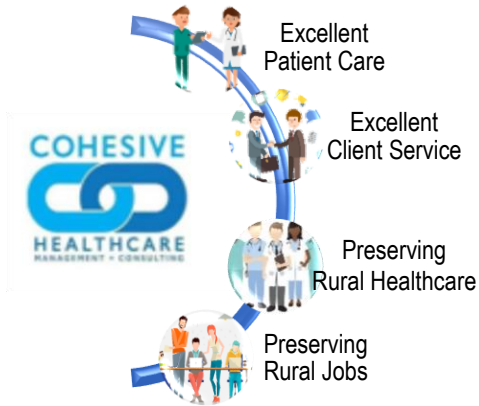 Excellent
Patient Care
Excellent
Client Service
COHESIVE
HEALTHCARE
MANAGEMENT + CONSULTING
Preserving
Rural Healthcare
Preserving
Rural Jobs